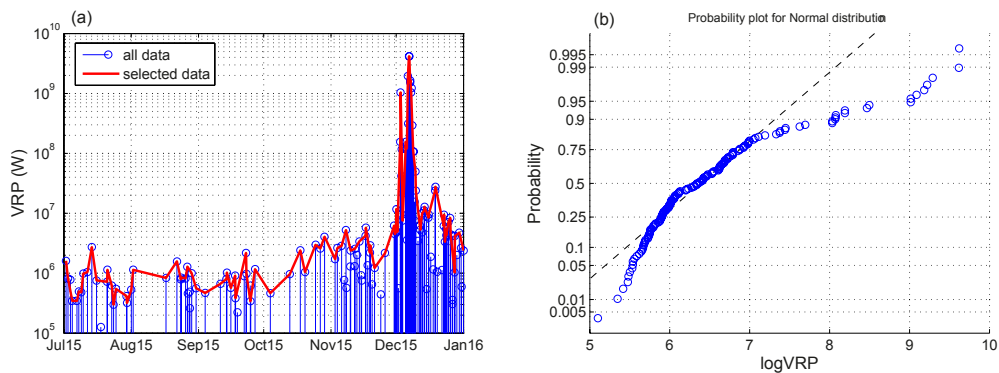 (a)
10^10
10^9
10^8
10^7
10^6
10^5
VRP (W)
all data
selected data
Jul15 Aug15 Sep15 Oct15 Nov15 Dec15 Jan16
(b)
Probability plot for Normal distribution
0.995
0.99
0.95
0.9
0.75
0.5
0.25
0.1
0.05
0.01
0.005
Probability
5 6 7 8 9 10
logVRP